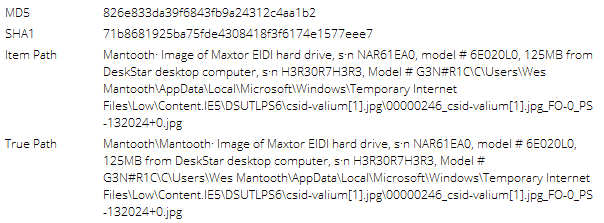 MD5 826e833da39f6843fb9a24312c4aa1b2
SHA1 71b8681925ba75fde4308418f3f6174e1577eee7
Item Path Mantooth· Image of Maxtor EIDI hard drive, s·n NAR61EA0, model # 6E020L0, 125MB from
DeskStar desktop computer, s·n H3R30R7H3R3, Model # G3N#R1C\C\Users\Wes
Mantooth\AppData\Local\Microsoft\Windows\Temporary Internet
Files\Low\Content.IE5\DSUTLPS6\csid-valium[1].jpg\00000246_csid-valium[1].jpg_FO-0_PS
-132024+0.jpg
True Path Mantooth\Mantooth· Image of Maxtor EIDI hard drive, s·n NAR61EA0, model # 6E020L0,
125MB from DeskStar desktop computer, s·n H3R30R7H3R3, Model #
G3N#R1C\C\Users\Wes Mantooth\AppData\Local\Microsoft\Windows\Temporary Internet
Files\Low\Content.IE5\DSUTLPS6\csid-valium[1].jpg\00000246_csid-valium[1].jpg_FO-0_PS
-132024+0.jpg